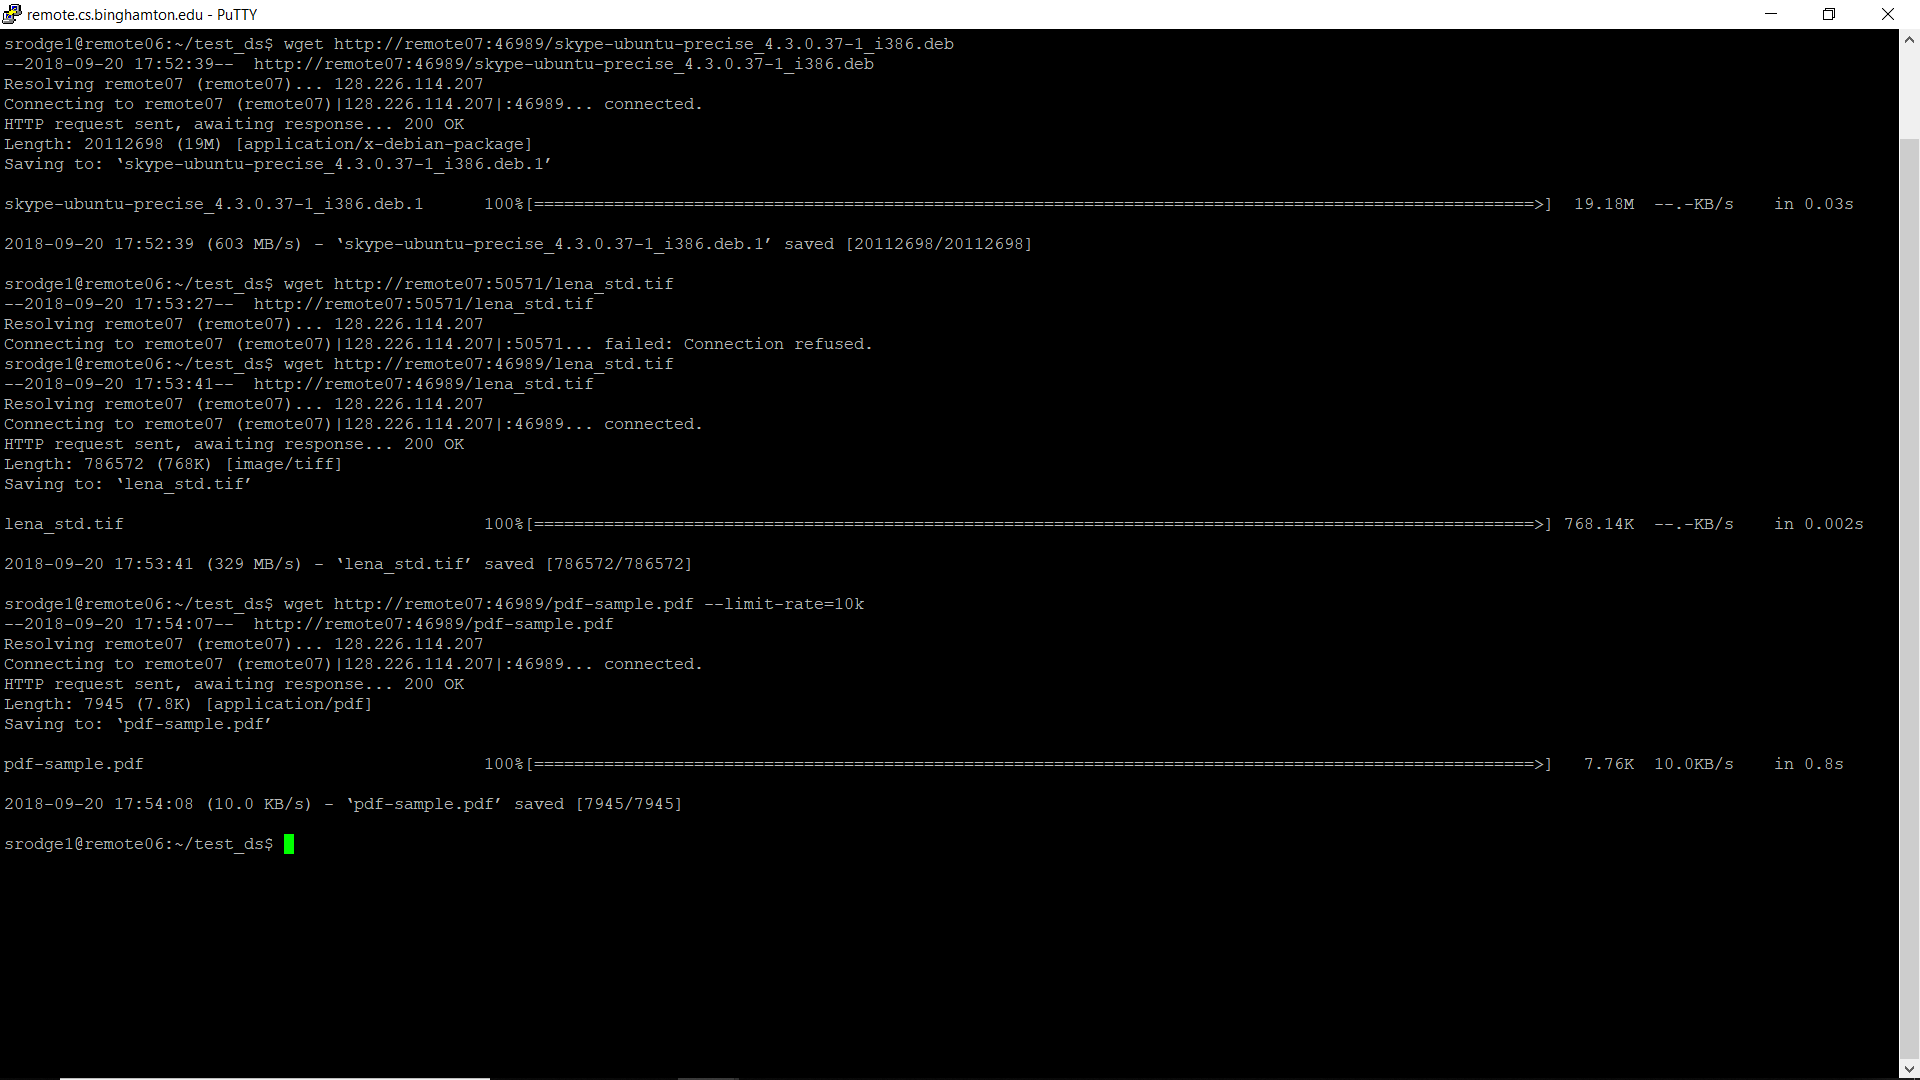 remote.cs.binghamton.edu - PuTTY
srodge1@remote06:~/test_ds$ wget http://remote07:46989/skype-ubuntu-precise_4.3.0.37-1_i386.deb
--2018-09-20 17:52:39--  http://remote07:46989/skype-ubuntu-precise_4.3.0.37-1_i386.deb
Resolving remote07 (remote07)... 128.226.114.207
Connecting to remote07 (remote07)|128.226.114.207|:46989... connected.
HTTP request sent, awaiting response... 200 OK
Length: 20112698 (19M) [application/x-debian-package]
Saving to: ‘skype-ubuntu-precise_4.3.0.37-1_i386.deb.1’
skype-ubuntu-precise_4.3.0.37-1_i386.deb.1      100%[====================================================================================================>]  19.18M  --.-KB/s    in 0.03s
2018-09-20 17:52:39 (603 MB/s) - ‘skype-ubuntu-precise_4.3.0.37-1_i386.deb.1’ saved [20112698/20112698]
srodge1@remote06:~/test_ds$ wget http://remote07:50571/lena_std.tif
--2018-09-20 17:53:27--  http://remote07:50571/lena_std.tif
Resolving remote07 (remote07)... 128.226.114.207
Connecting to remote07 (remote07)|128.226.114.207|:50571... failed: Connection refused.
srodge1@remote06:~/test_ds$ wget http://remote07:46989/lena_std.tif
--2018-09-20 17:53:41--  http://remote07:46989/lena_std.tif
Resolving remote07 (remote07)... 128.226.114.207
Connecting to remote07 (remote07)|128.226.114.207|:46989... connected.
HTTP request sent, awaiting response... 200 OK
Length: 786572 (768K) [image/tiff]
Saving to: ‘lena_std.tif’
lena_std.tif                                    100%[====================================================================================================>] 768.14K  --.-KB/s    in 0.002s
2018-09-20 17:53:41 (329 MB/s) - ‘lena_std.tif’ saved [786572/786572]
srodge1@remote06:~/test_ds$ wget http://remote07:46989/pdf-sample.pdf --limit-rate=10k
--2018-09-20 17:54:07--  http://remote07:46989/pdf-sample.pdf
Resolving remote07 (remote07)... 128.226.114.207
Connecting to remote07 (remote07)|128.226.114.207|:46989... connected.
HTTP request sent, awaiting response... 200 OK
Length: 7945 (7.8K) [application/pdf]
Saving to: ‘pdf-sample.pdf’
pdf-sample.pdf                                  100%[====================================================================================================>]   7.76K  10.0KB/s    in 0.8s
2018-09-20 17:54:08 (10.0 KB/s) - ‘pdf-sample.pdf’ saved [7945/7945]
srodge1@remote06:~/test_ds$